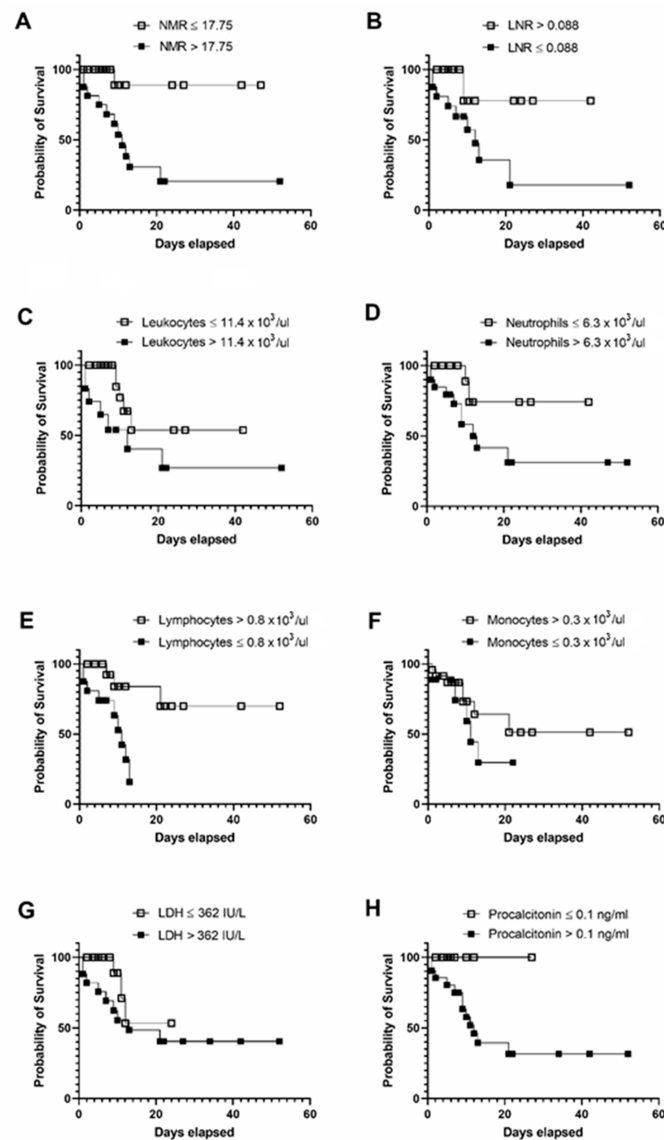 A
NMR ≤ 17.75
NMR > 17.75
Probability of Survival
100
50
0
0 20 40 60
Days elapsed
B
LNR > 0.088
LNR ≤ 0.088
Probability of Survival
100
50
0
0 20 40 60
Days elapsed
C
Leukocytes ≤ 11.4 x 10³/ul
Leukocytes > 11.4 x 10³/ul
Probability of Survival
100
50
0
0 20 40 60
Days elapsed
D
Neutrophils ≤ 6.3 x 10³/ul
Neutrophils > 6.3 x 10³/ul
Probability of Survival
100
50
0
0 20 40 60
Days elapsed
E
Lymphocytes > 0.8 x 10³/ul
Lymphocytes ≤ 0.8 x 10³/ul
Probability of Survival
100
50
0
0 20 40 60
Days elapsed
F
Monocytes > 0.3 x 10³/ul
Monocytes ≤ 0.3 x 10³/ul
Probability of Survival
100
50
0
0 20 40 60
Days elapsed
G
LDH ≤ 362 IU/L
LDH > 362 IU/L
Probability of Survival
100
50
0
0 20 40 60
Days elapsed
H
Procalcitonin ≤ 0.1 ng/ml
Procalcitonin > 0.1 ng/ml
Probability of Survival
100
50
0
0 20 40 60
Days elapsed